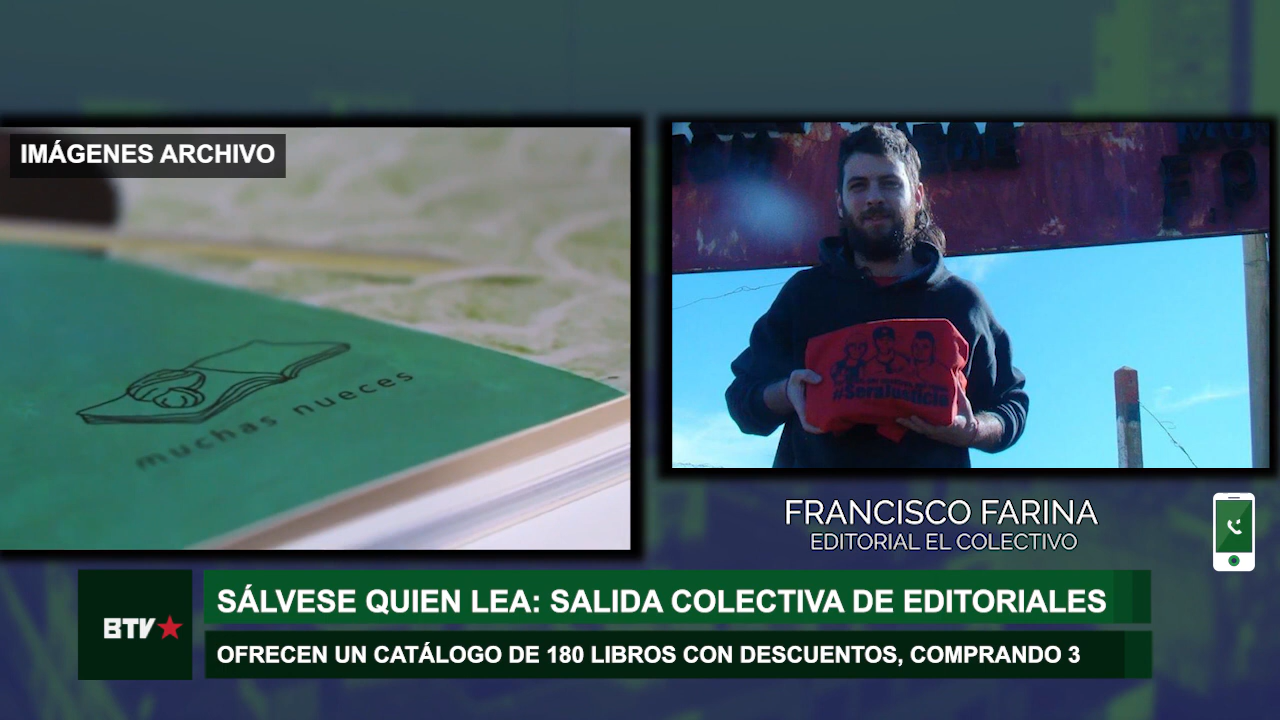 IMÁGENES ARCHIVO
muchas nueces
#SeráJusticia
FRANCISCO FARINA
EDITORIAL EL COLECTIVO
BTV
SÁLVESE QUIEN LEA: SALIDA COLECTIVA DE EDITORIALES
OFRECEN UN CATÁLOGO DE 180 LIBROS CON DESCUENTOS, COMPRANDO 3